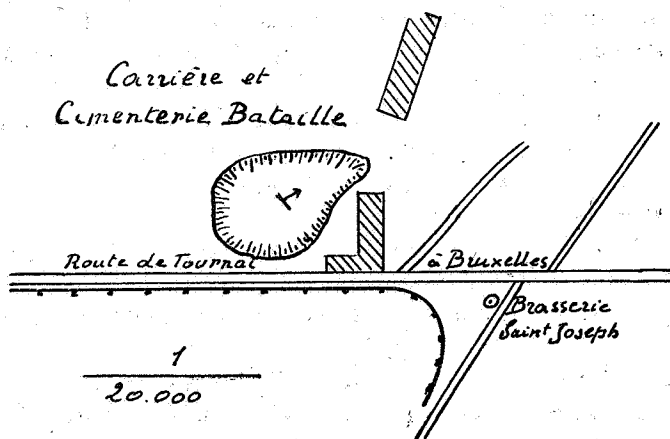 Carrière et
Cimenterie Bataille
Route de Tournai
à Bruxelles
Brasserie
Saint Joseph
1
20.000